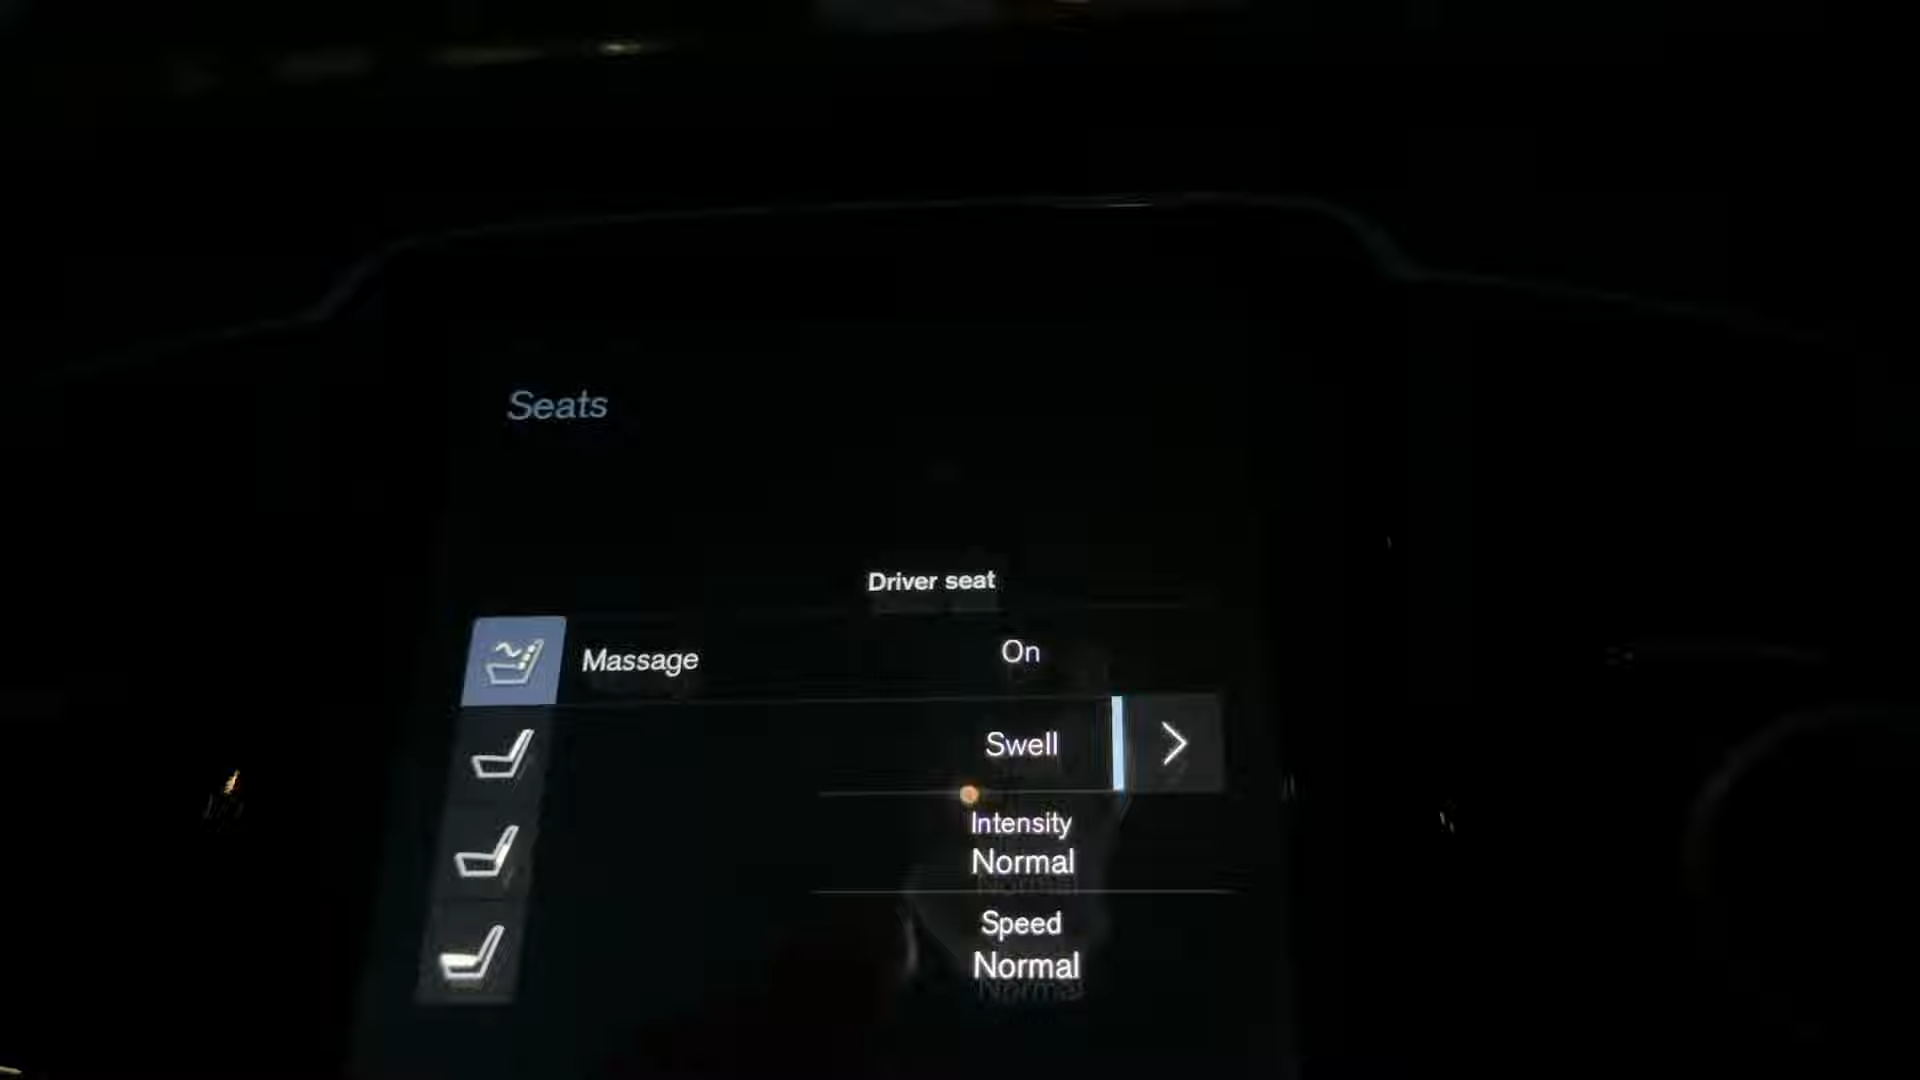 Seats
Driver seat
Massage On
Swell
Intensity
Normal
Speed
Normal